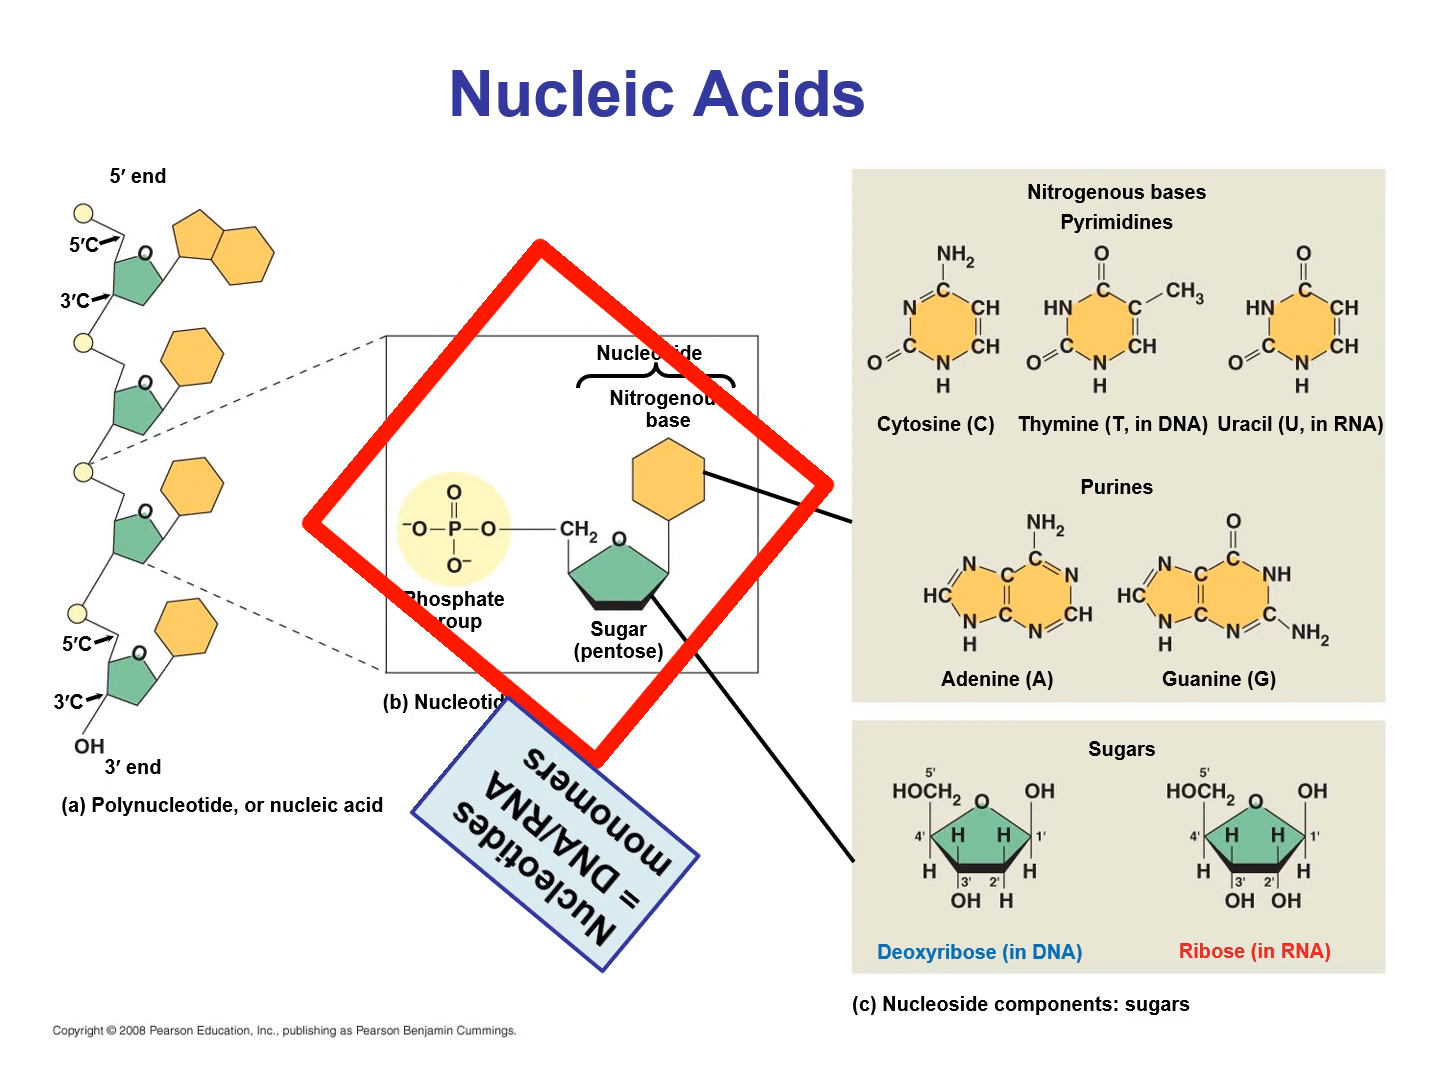 Nucleic Acids
5′ end
5′C
O
3′C
O
O
5′C
O
3′C
OH
3′ end
(a) Polynucleotide, or nucleic acid
Nitrogenous
base
O
⁻O–P–O
O⁻
CH₂
O
Phosphate
Sugar
(pentose)
(b)
Nucleotides
= DNA/RNA
monomers
Nitrogenous bases
Pyrimidines
NH₂
C
N
CH
C
CH
O
N
H
O
C
CH₃
HN
C
C
CH
O
N
H
O
C
HN
CH
C
CH
O
N
H
Cytosine (C)
Thymine (T, in DNA)
Uracil (U, in RNA)
Purines
NH₂
C
N
C
N
HC
C
CH
N
N
H
O
C
N
C
NH
HC
C
C
N
N
NH₂
H
Adenine (A)
Guanine (G)
Sugars
5'
HOCH₂
O
OH
4'
H
H
1'
H
3'
2'
H
OH
H
5'
HOCH₂
O
OH
4'
H
H
1'
H
3'
2'
H
OH
OH
Deoxyribose (in DNA)
Ribose (in RNA)
(c) Nucleoside components: sugars
Copyright © 2008 Pearson Education, Inc., publishing as Pearson Benjamin Cummings.